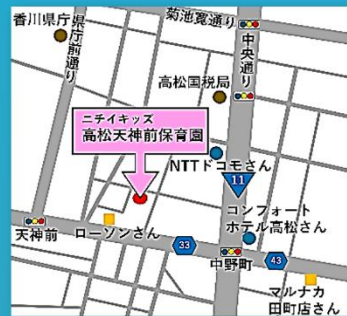 香川県庁
県庁前通り
菊池寛通り
中央通り
高松国税局
ニチイキッズ
高松天神前保育園
NTTドコモさん
11
コンフォート
ホテル高松さん
天神前
ローソンさん
33
中野町
43
マルナカ
田町店さん